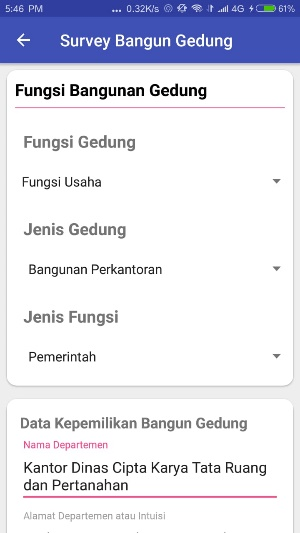 5:46 PM ... 0.32K/s 4G 61%
Survey Bangun Gedung
Fungsi Bangunan Gedung
Fungsi Gedung
Fungsi Usaha
Jenis Gedung
Bangunan Perkantoran
Jenis Fungsi
Pemerintah
Data Kepemilikan Bangun Gedung
Nama Departemen
Kantor Dinas Cipta Karya Tata Ruang
dan Pertanahan
Alamat Departemen atau Intuisi